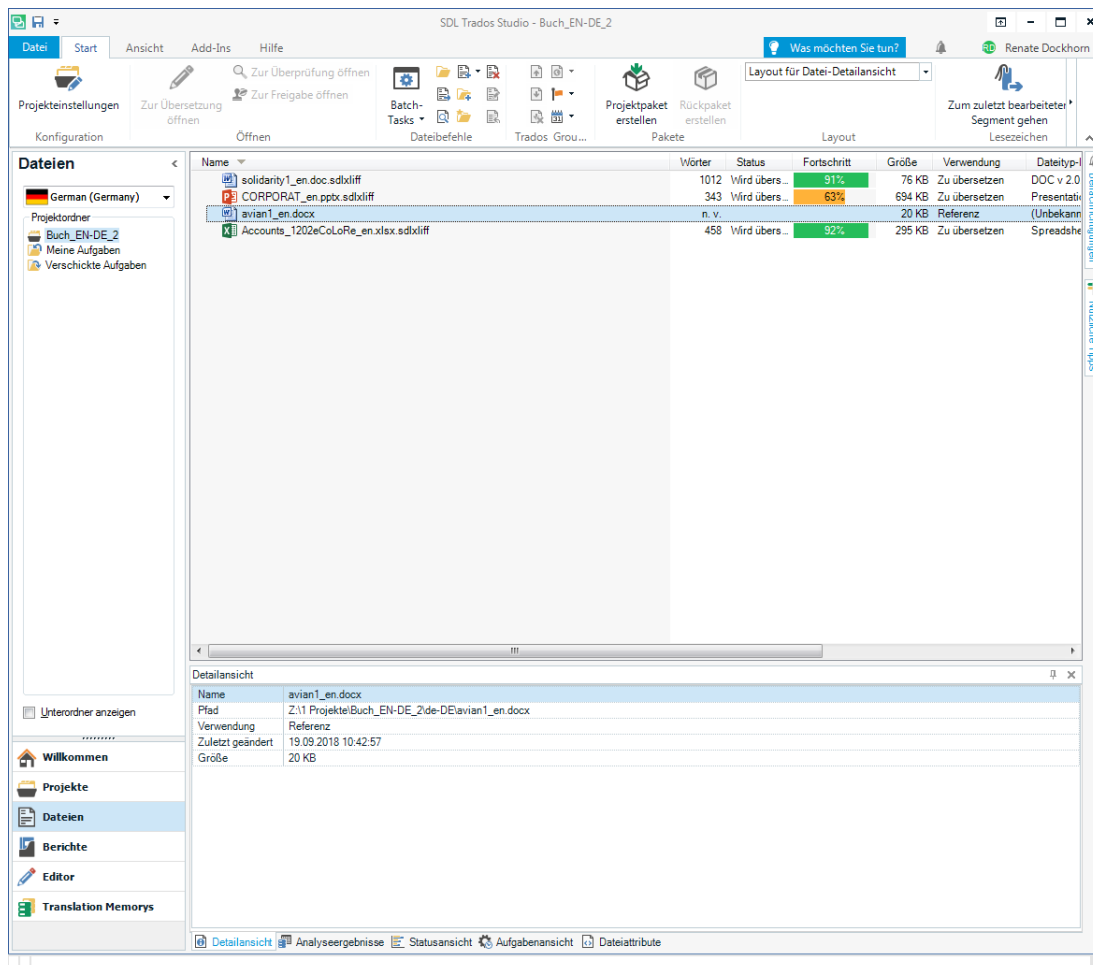 SDL Trados Studio - Buch_EN-DE_2
Datei Start Ansicht Add-Ins Hilfe Was möchten Sie tun? RD Renate Dockhorn
Projekteinstellungen
Konfiguration
Zur Übersetzung
öffnen
Zur Überprüfung öffnen
Zur Freigabe öffnen
Öffnen
Batch-
Tasks
Dateibefehle
Trados Grou...
Projektpaket
erstellen
Rückpaket
erstellen
Pakete
Layout für Datei-Detailansicht
Layout
Zum zuletzt bearbeiteter
Segment gehen
Lesezeichen
Dateien
German (Germany)
Projektordner
Buch_EN-DE_2
Meine Aufgaben
Verschickte Aufgaben
Unterordner anzeigen
Willkommen
Projekte
Dateien
Berichte
Editor
Translation Memorys
Name Wörter Status Fortschritt Größe Verwendung Dateityp-I
solidarity1_en.doc.sdlxliff 1012 Wird übers... 91% 76 KB Zu übersetzen DOC v 2.0
CORPORAT_en.pptx.sdlxliff 343 Wird übers... 63% 694 KB Zu übersetzen Presentatio
avian1_en.docx n. v. 20 KB Referenz (Unbekann
Accounts_1202eCoLoRe_en.xlsx.sdlxliff 458 Wird übers... 92% 295 KB Zu übersetzen Spreadshe
Detailansicht
Name avian1_en.docx
Pfad Z:\1 Projekte\Buch_EN-DE_2\de-DE\avian1_en.docx
Verwendung Referenz
Zuletzt geändert 19.09.2018 10:42:57
Größe 20 KB
Detailansicht Analyseergebnisse Statusansicht Aufgabenansicht Dateiattribute